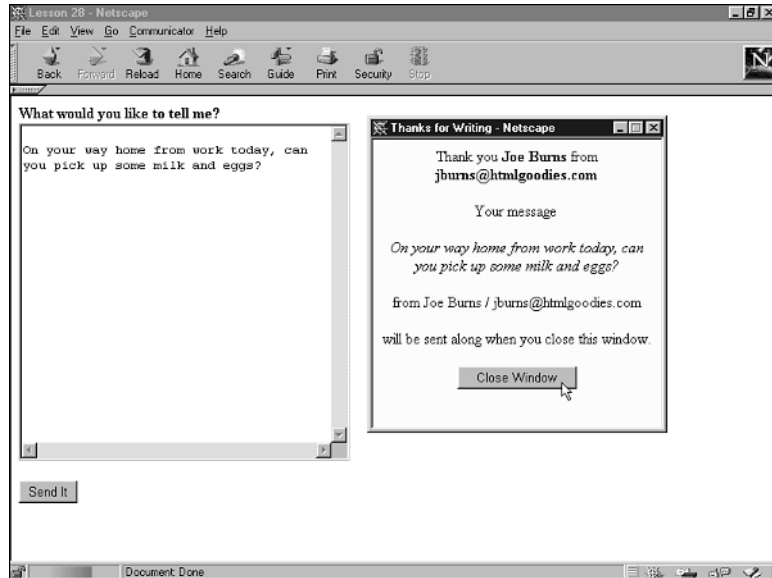 Lesson 28 - Netscape
File Edit View Go Communicator Help
Back Forward Reload Home Search Guide Print Security Stop
N
What would you like to tell me?
On your way home from work today, can
you pick up some milk and eggs?
Send It
Thanks for Writing - Netscape
Thank you Joe Burns from
jburns@htmlgoodies.com
Your message
On your way home from work today, can
you pick up some milk and eggs?
from Joe Burns / jburns@htmlgoodies.com
will be sent along when you close this window.
Close Window
Document: Done